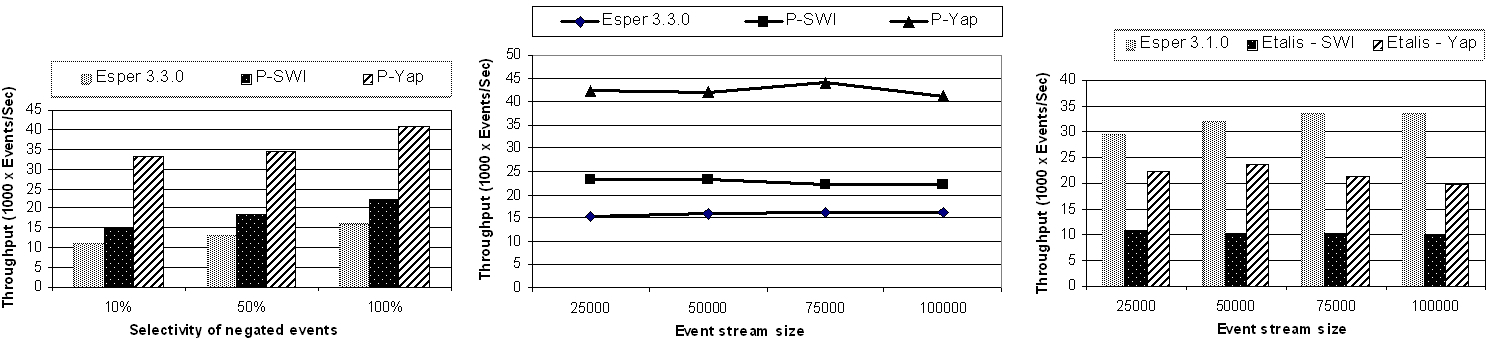 Esper 3.3.0 P-SWI P-Yap
Throughput (1000 x Events/Sec)
45
40
35
30
25
20
15
10
5
0
10% 50% 100%
Selectivity of negated events
Esper 3.3.0 P-SWI P-Yap
Throughput (1000 x Events/Sec)
50
45
40
35
30
25
20
15
10
5
0
25000 50000 75000 100000
Event stream size
Esper 3.1.0 Etalis - SWI Etalis - Yap
Throughput (1000 x Events/Sec)
40
35
30
25
20
15
10
5
0
25000 50000 75000 100000
Event stream size